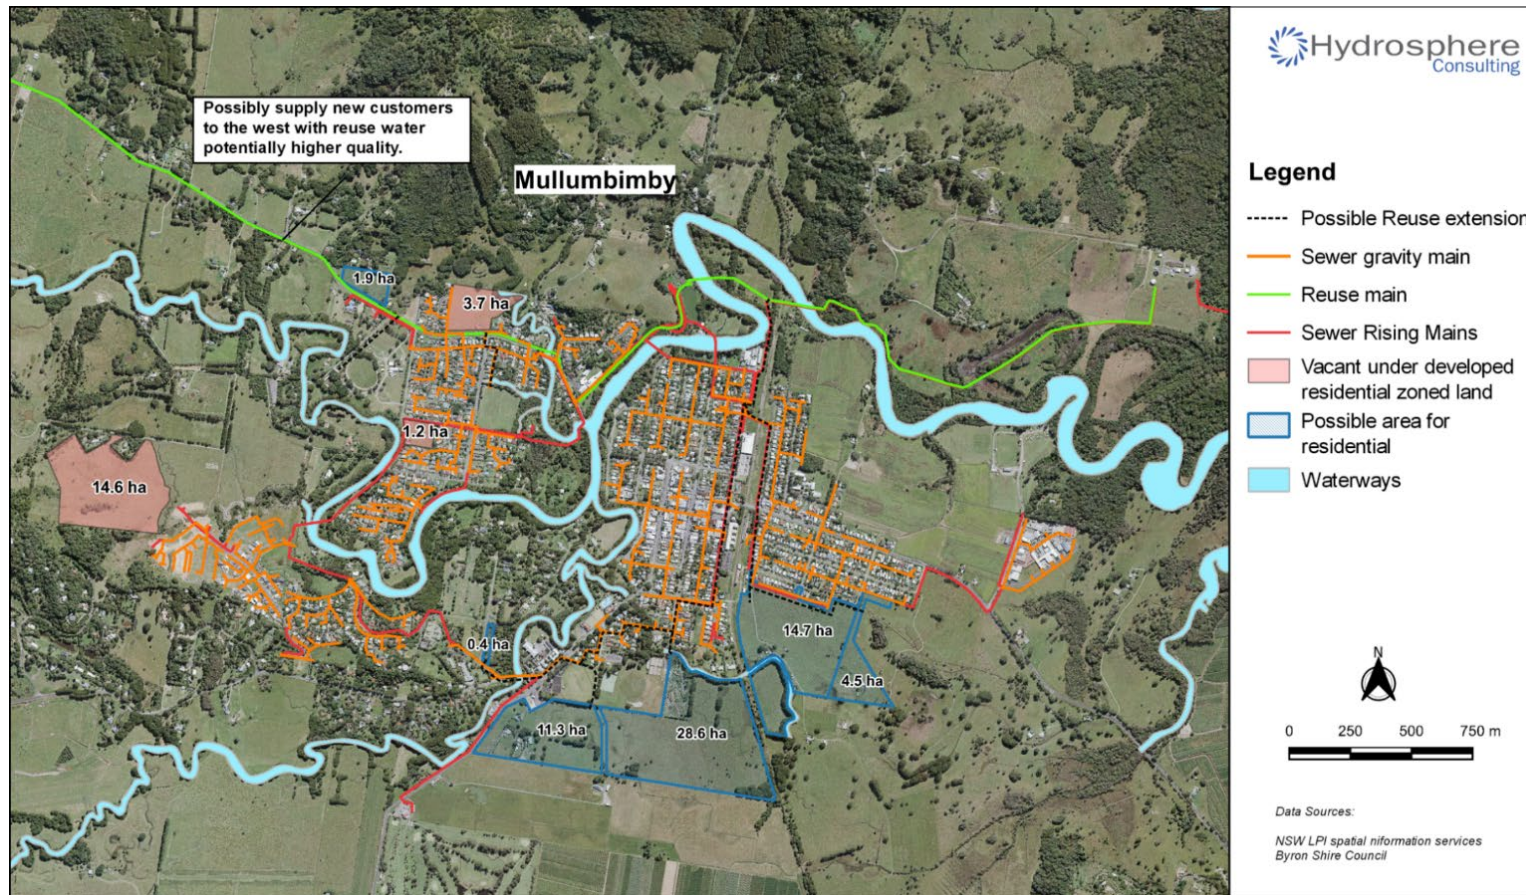 Possibly supply new customers
to the west with reuse water
potentially higher quality.
Mullumbimby
1.9 ha
3.7 ha
1.2 ha
14.6 ha
0.4 ha
14.7 ha
4.5 ha
11.3 ha
28.6 ha
Hydrosphere
Consulting
Legend
Possible Reuse extension
Sewer gravity main
Reuse main
Sewer Rising Mains
Vacant under developed
residential zoned land
Possible area for
residential
Waterways
N
0 250 500 750 m
Data Sources:
NSW LPI spatial niformation services
Byron Shire Council